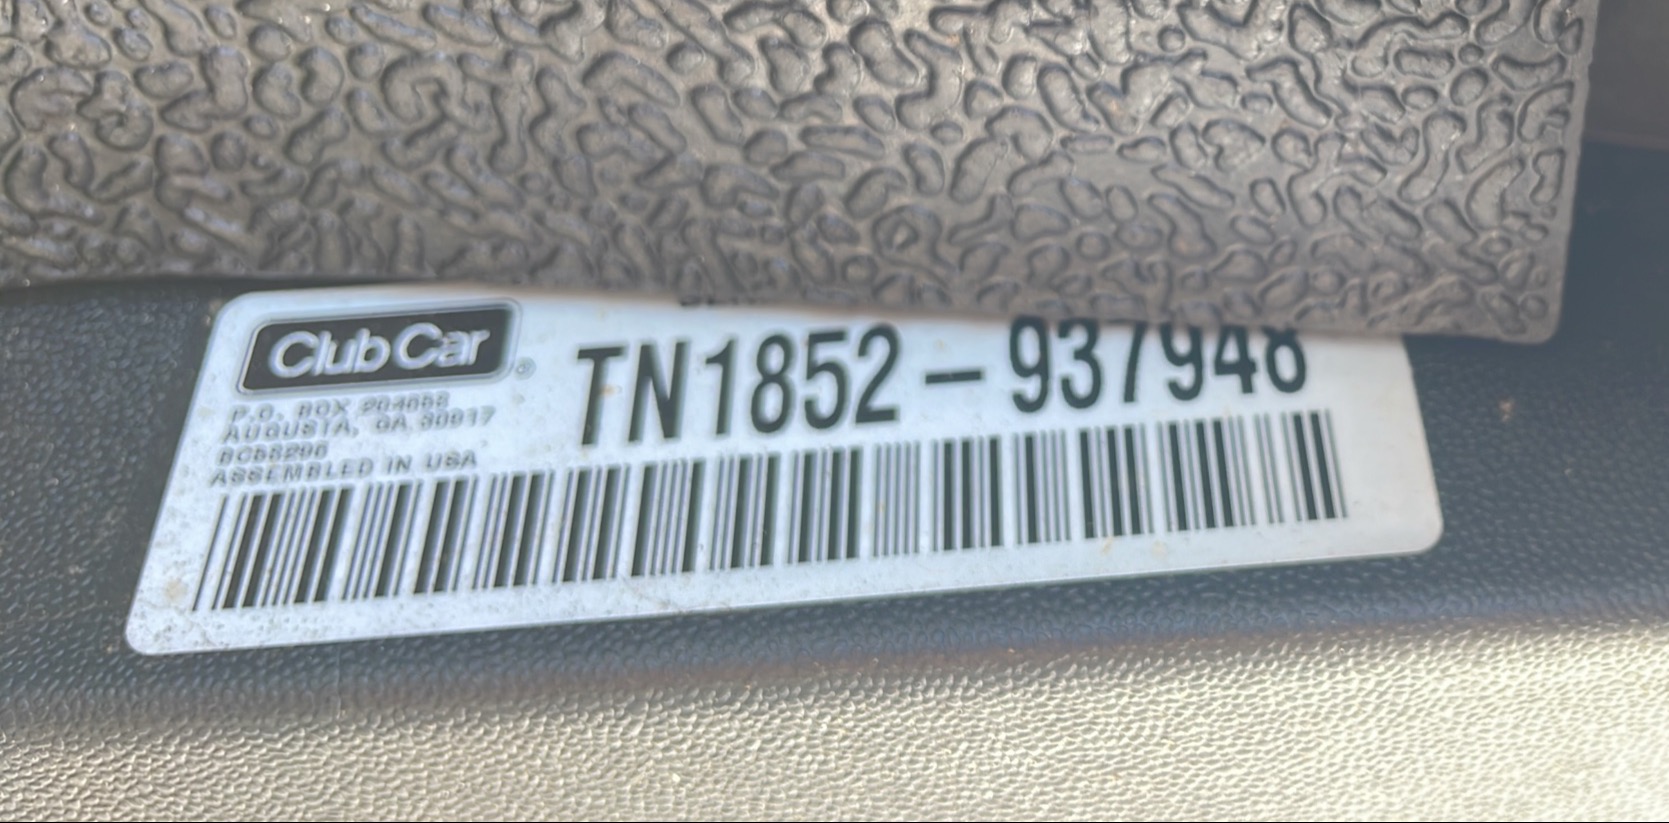 Club Car®
TN1852-937948
P.O. BOX 204658
AUGUSTA, GA 30917
ASSEMBLED IN USA